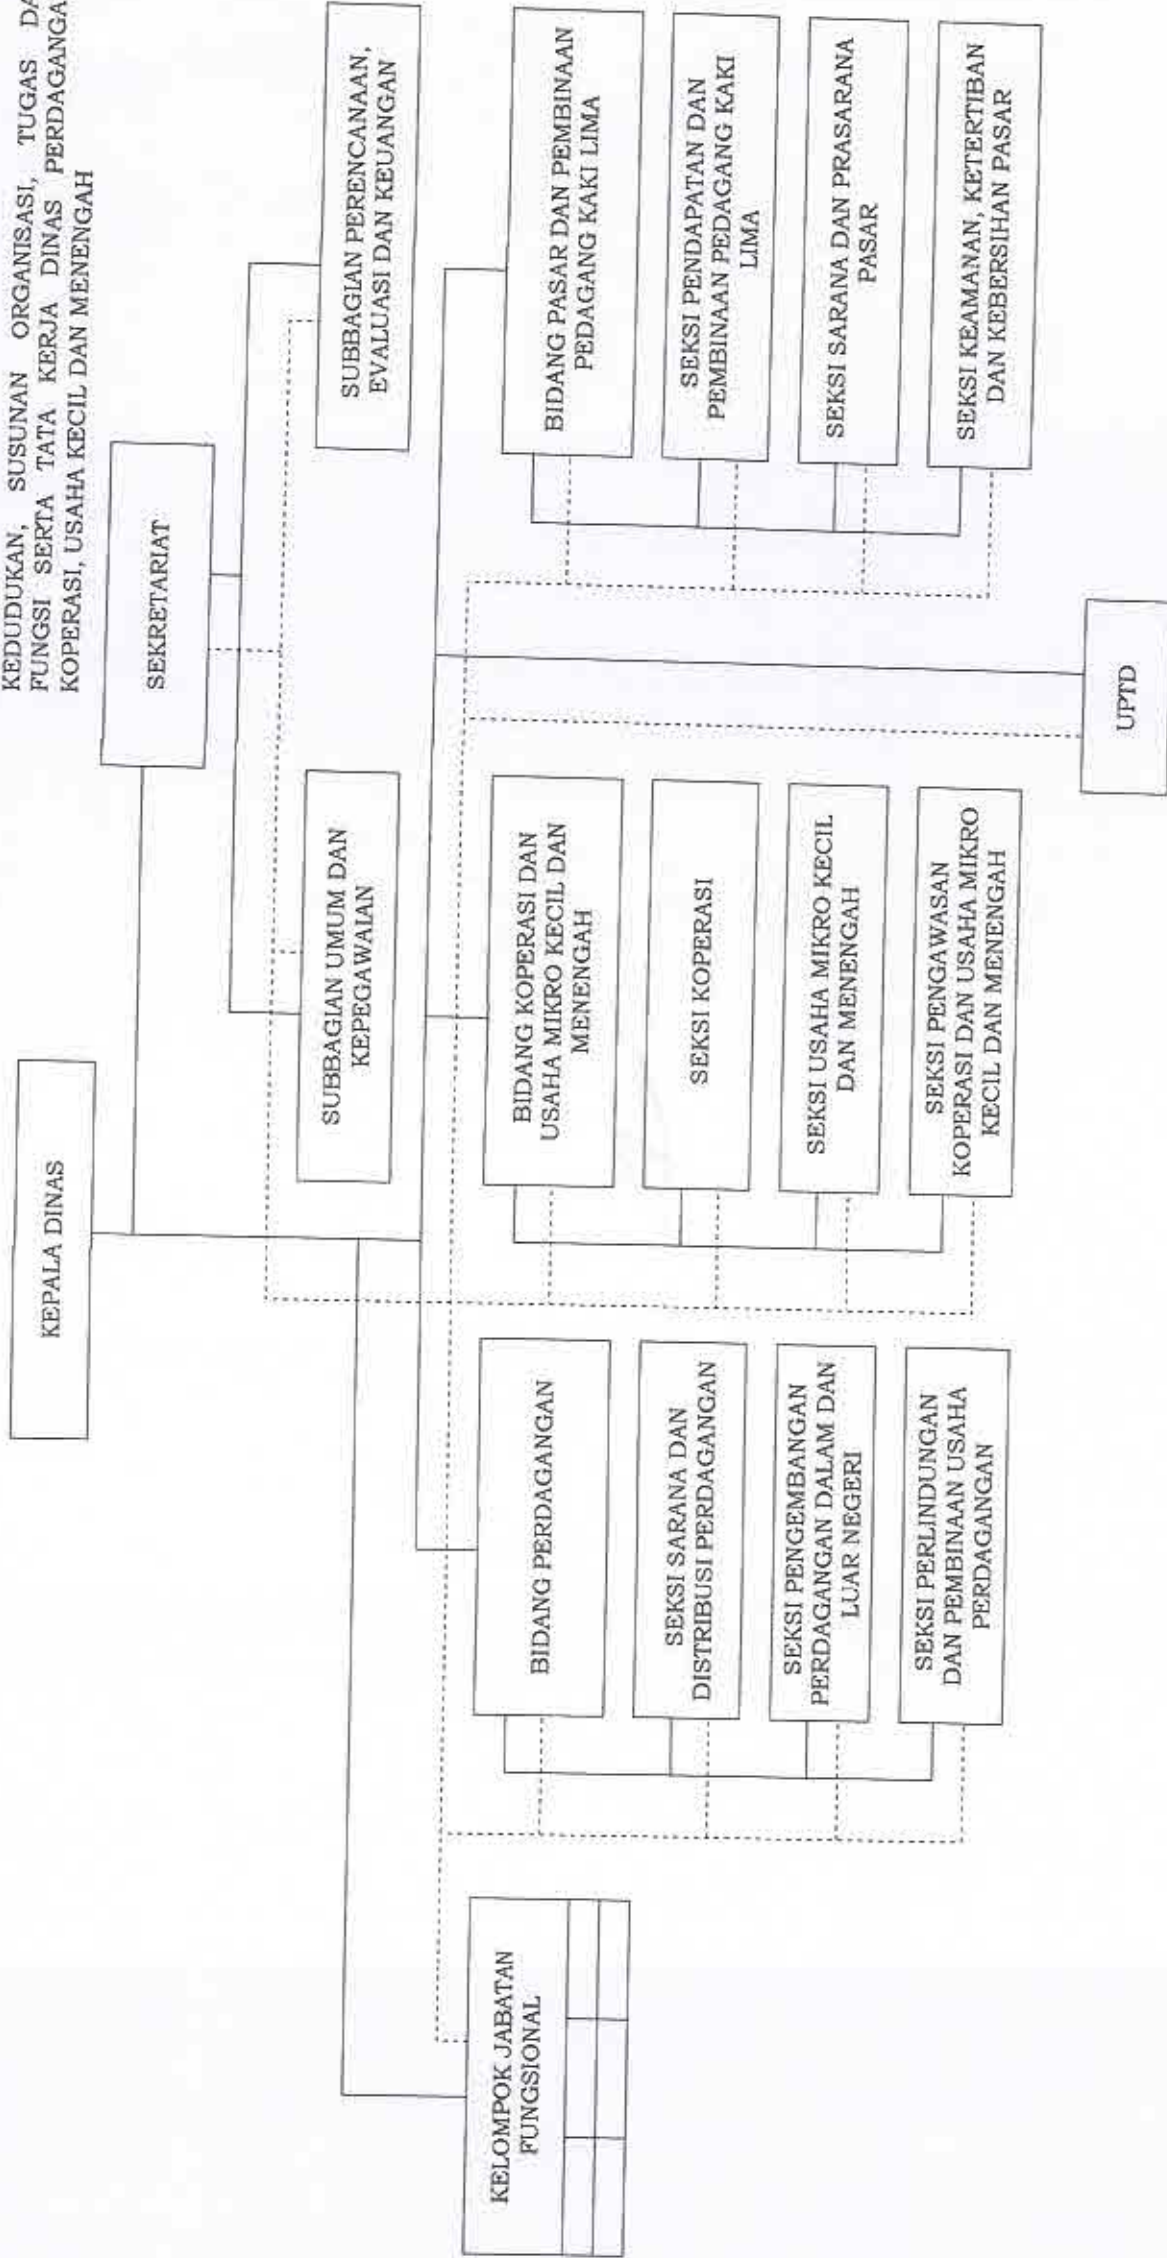 KEDUDUKAN, SUSUNAN ORGANISASI, TUGAS DA
FUNGSI SERTA TATA KERJA DINAS PERDAGANGA
KOPERASI, USAHA KECIL DAN MENENGAH
KEPALA DINAS
SEKRETARIAT
SUBBAGIAN UMUM DAN
KEPEGAWAIAN
SUBBAGIAN PERENCANAAN,
EVALUASI DAN KEUANGAN
KELOMPOK JABATAN
FUNGSIONAL
BIDANG PERDAGANGAN
SEKSI SARANA DAN
DISTRIBUSI PERDAGANGAN
SEKSI PENGEMBANGAN
PERDAGANGAN DALAM DAN
LUAR NEGERI
SEKSI PERLINDUNGAN
DAN PEMBINAAN USAHA
PERDAGANGAN
BIDANG KOPERASI DAN
USAHA MIKRO KECIL DAN
MENENGAH
SEKSI KOPERASI
SEKSI USAHA MIKRO KECIL
DAN MENENGAH
SEKSI PENGAWASAN
KOPERASI DAN USAHA MIKRO
KECIL DAN MENENGAH
BIDANG PASAR DAN PEMBINAAN
PEDAGANG KAKI LIMA
SEKSI PENDAPATAN DAN
PEMBINAAN PEDAGANG KAKI
LIMA
SEKSI SARANA DAN PRASARANA
PASAR
SEKSI KEAMANAN, KETERTIBAN
DAN KEBERSIHAN PASAR
UPTD